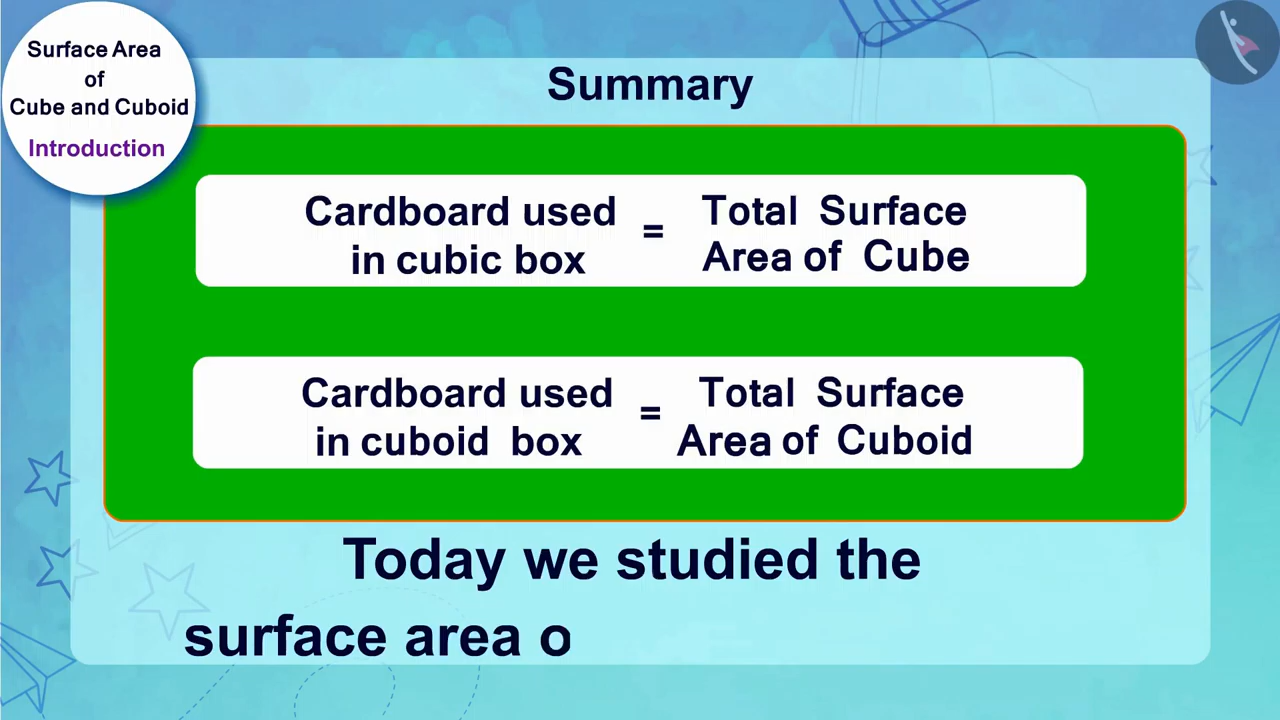 Surface Area
of
Cube and Cuboid
Introduction
Summary
Cardboard used
in cubic box
=
Total Surface
Area of Cube
Cardboard used
in cuboid box
=
Total Surface
Area of Cuboid
Today we studied the
surface area o